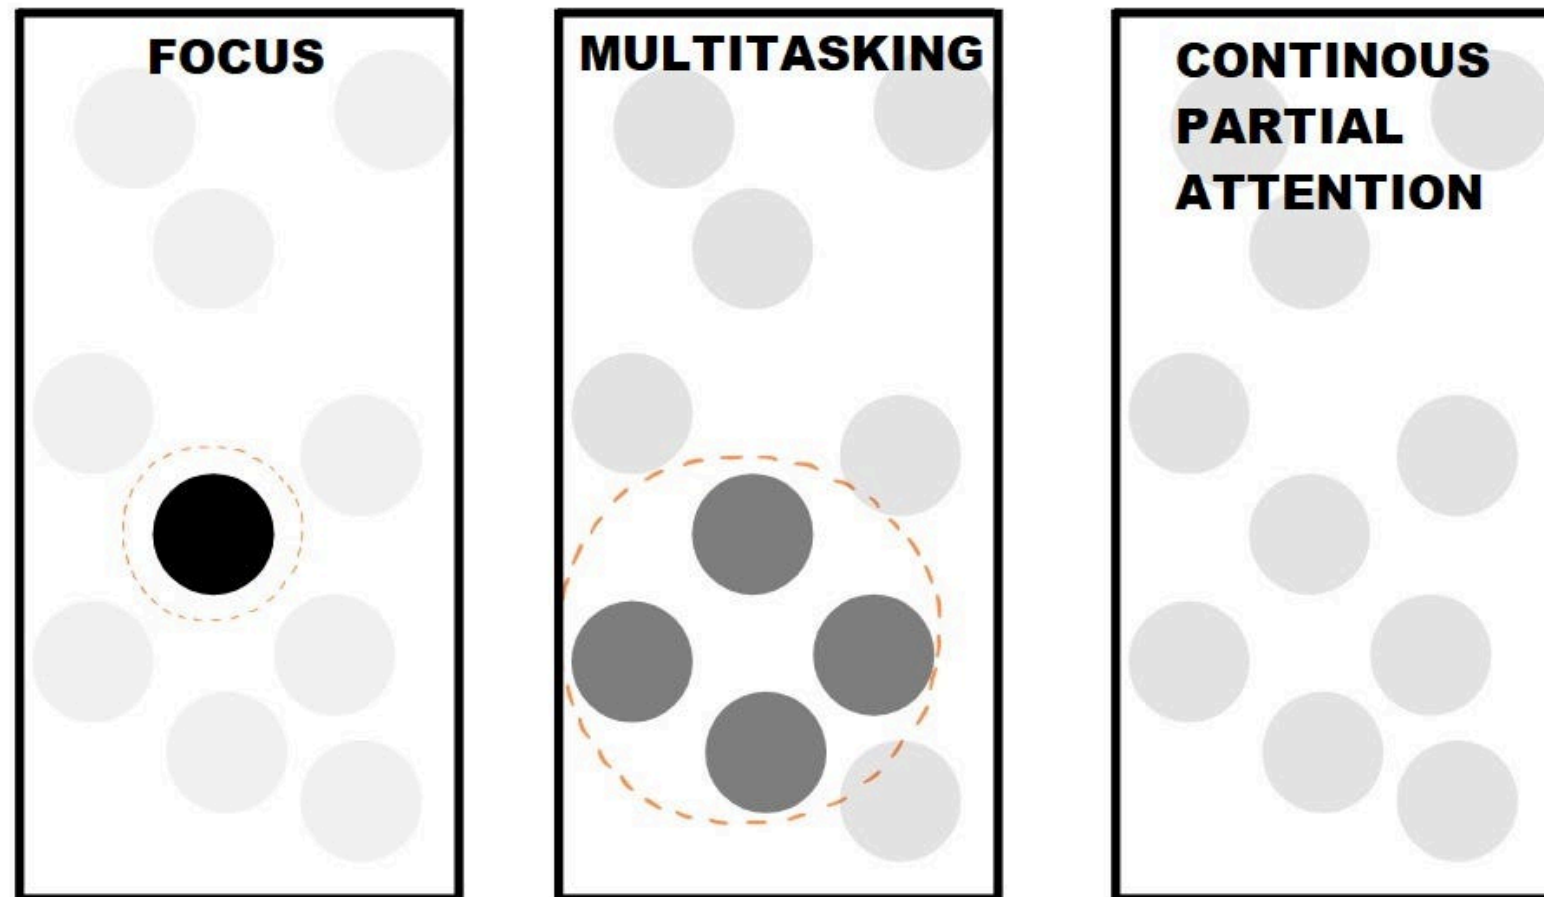 FOCUS
MULTITASKING
CONTINOUS
PARTIAL
ATTENTION